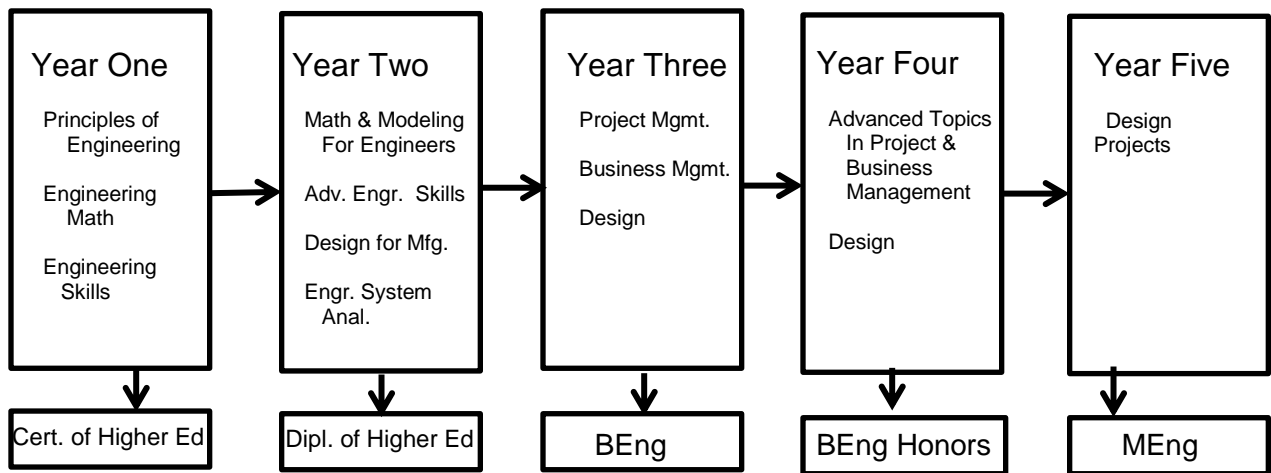 Year One
Principles of
Engineering
Engineering
Math
Engineering
Skills
Year Two
Math & Modeling
For Engineers
Adv. Engr. Skills
Design for Mfg.
Engr. System
Anal.
Year Three
Project Mgmt.
Business Mgmt.
Design
Year Four
Advanced Topics
In Project &
Business
Management
Design
Year Five
Design
Projects
Cert. of Higher Ed
Dipl. of Higher Ed
BEng
BEng Honors
MEng